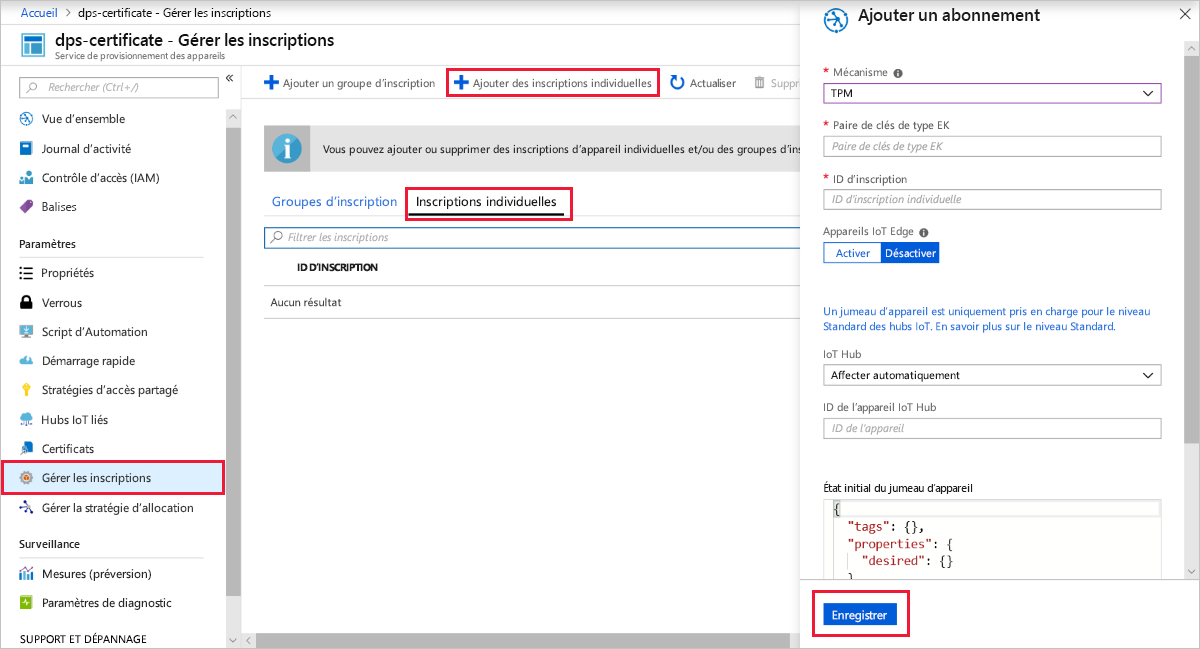 Accueil > dps-certificate - Gérer les inscriptions
dps-certificate - Gérer les inscriptions
Service de provisionnement des appareils
Rechercher (Ctrl+/)
«
Vue d'ensemble
Journal d'activité
Contrôle d'accès (IAM)
Balises
Paramètres
Propriétés
Verrous
Script d'Automation
Démarrage rapide
Stratégies d'accès partagé
Hubs IoT liés
Certificats
Gérer les inscriptions
Gérer la stratégie d'allocation
Surveillance
Mesures (préversion)
Paramètres de diagnostic
SUPPORT ET DÉPANNAGE
Ajouter un groupe d'inscription
Ajouter des inscriptions individuelles
Actualiser
Suppr
Vous pouvez ajouter ou supprimer des inscriptions d'appareil individuelles et/ou des groupes d'ins
Groupes d'inscription
Inscriptions individuelles
Filtrer les inscriptions
ID D'INSCRIPTION
Aucun résultat
Ajouter un abonnement
* Mécanisme
TPM
* Paire de clés de type EK
Paire de clés de type EK
* ID d'inscription
ID d'inscription individuelle
Appareils IoT Edge
Activer Désactiver
Un jumeau d'appareil est uniquement pris en charge pour le niveau
Standard des hubs IoT. En savoir plus sur le niveau Standard.
IoT Hub
Affecter automatiquement
ID de l'appareil IoT Hub
ID de l'appareil
État initial du jumeau d'appareil
{
"tags": {},
"properties": {
"desired": {}
}
Enregistrer